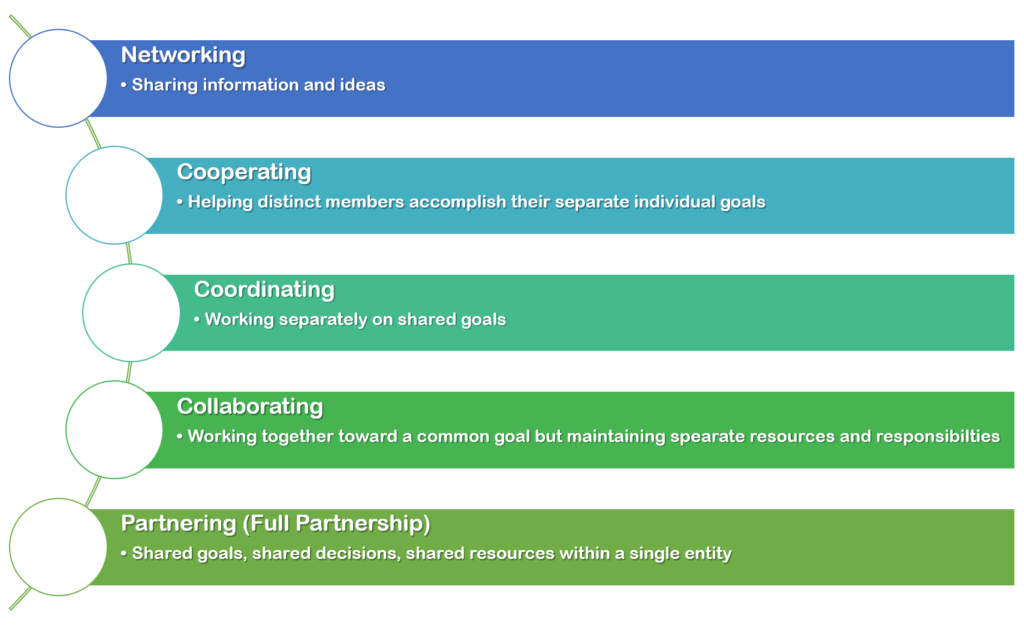 Networking
• Sharing information and ideas
Cooperating
• Helping distinct members accomplish their separate individual goals
Coordinating
• Working separately on shared goals
Collaborating
• Working together toward a common goal but maintaining spearate resources and responsibilties
Partnering (Full Partnership)
• Shared goals, shared decisions, shared resources within a single entity